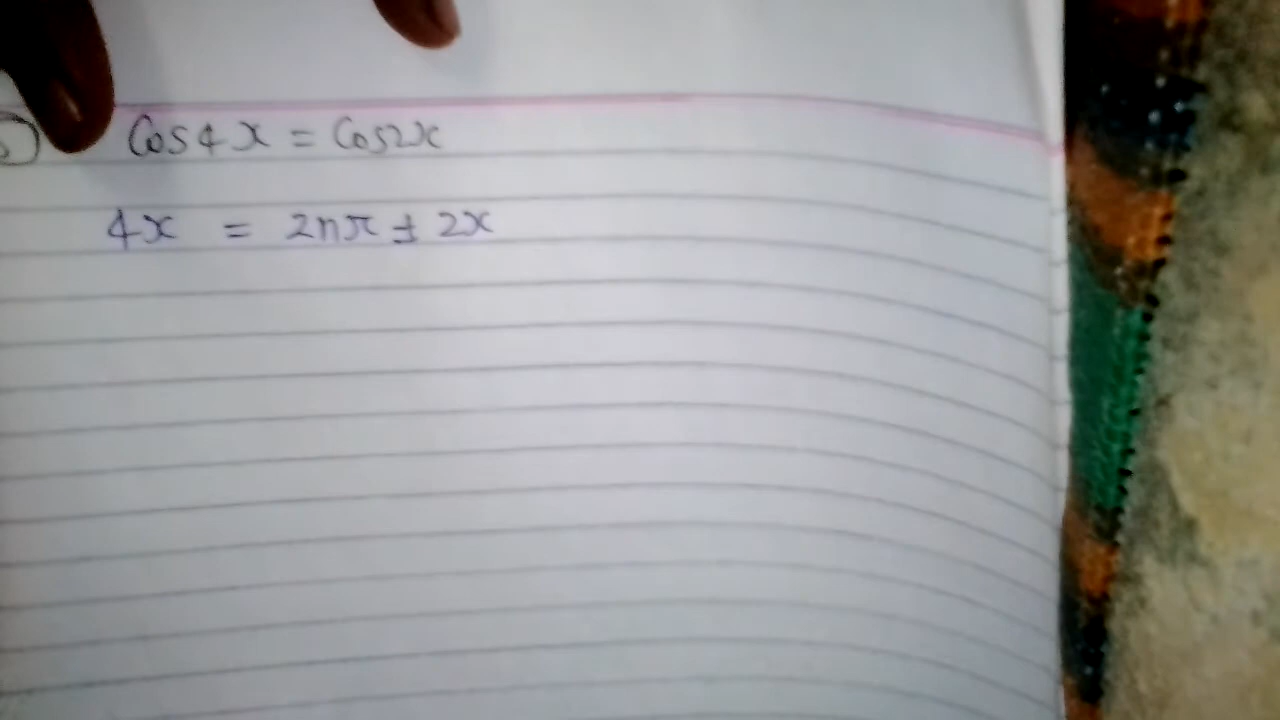 Cos4x = Cos2x
4x = 2nπ ± 2x